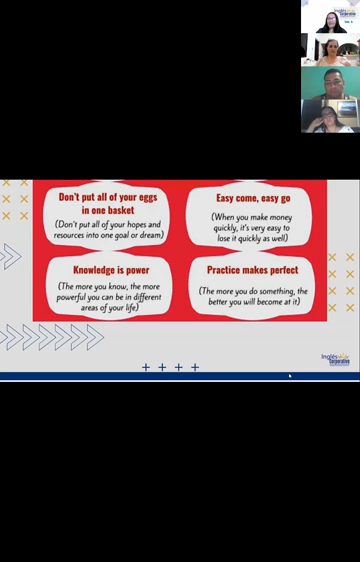 Don't put all of your eggs
in one basket
(Don't put all of your hopes and
resources into one goal or dream)
Easy come, easy go
(When you make money
quickly, it's very easy to
lose it quickly as well)
Knowledge is power
(The more you know, the more
powerful you can be in different
areas of your life)
Practice makes perfect
(The more you do something, the
better you will become at it)
Inglés
Corporativo